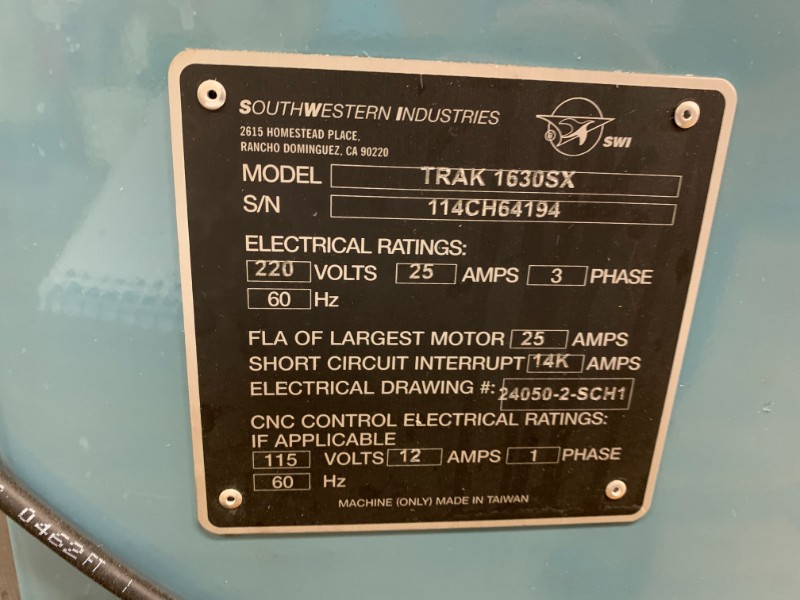 SOUTHWESTERN INDUSTRIES
2615 HOMESTEAD PLACE,
RANCHO DOMINGUEZ, CA 90220
® SWI
MODEL TRAK 1630SX
S/N 114CH64194
ELECTRICAL RATINGS:
220 VOLTS 25 AMPS 3 PHASE
60 Hz
FLA OF LARGEST MOTOR 25 AMPS
SHORT CIRCUIT INTERRUPT 14K AMPS
ELECTRICAL DRAWING #: 24050-2-SCH1
CNC CONTROL ELECTRICAL RATINGS:
IF APPLICABLE
115 VOLTS 12 AMPS 1 PHASE
60 Hz
MACHINE (ONLY) MADE IN TAIWAN
0462 FT